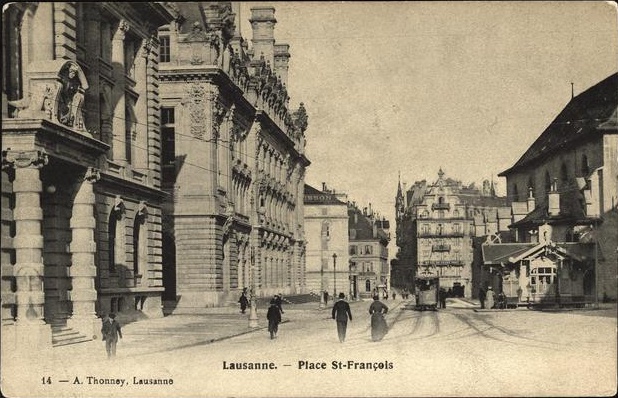 Lausanne. — Place St-François
14 — A. Thonney, Lausanne